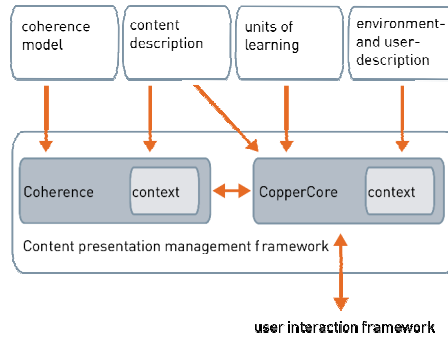 coherence
model
content
description
units of
learning
environment-
and user-
description
Coherence
context
CopperCore
context
Content presentation management framework
user interaction framework